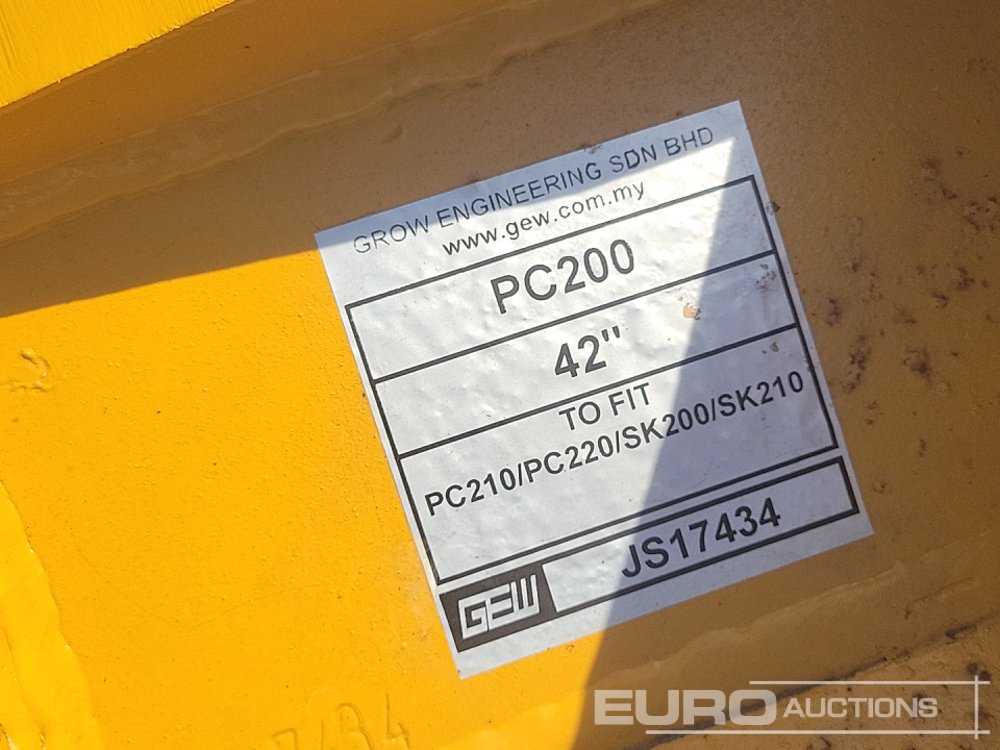 GROW ENGINEERING SDN BHD
www.gew.com.my
PC200
42"
TO FIT
PC210/PC220/SK200/SK210
GEW JS17434
7434
EURO AUCTIONS